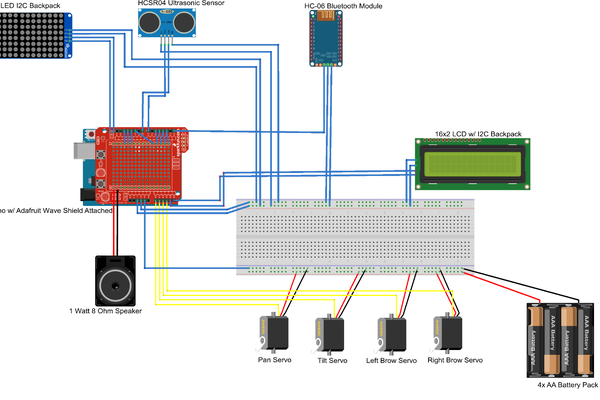 LED I2C Backpack
HCSR04 Ultrasonic Sensor
HC-06 Bluetooth Module
16x2 LCD w/ I2C Backpack
no w/ Adafruit Wave Shield Attached
1 Watt 8 Ohm Speaker
Pan Servo
Tilt Servo
Left Brow Servo
Right Brow Servo
AAA Battery
AAA Battery
AAA Battery
AAA Battery
4x AA Battery Pack